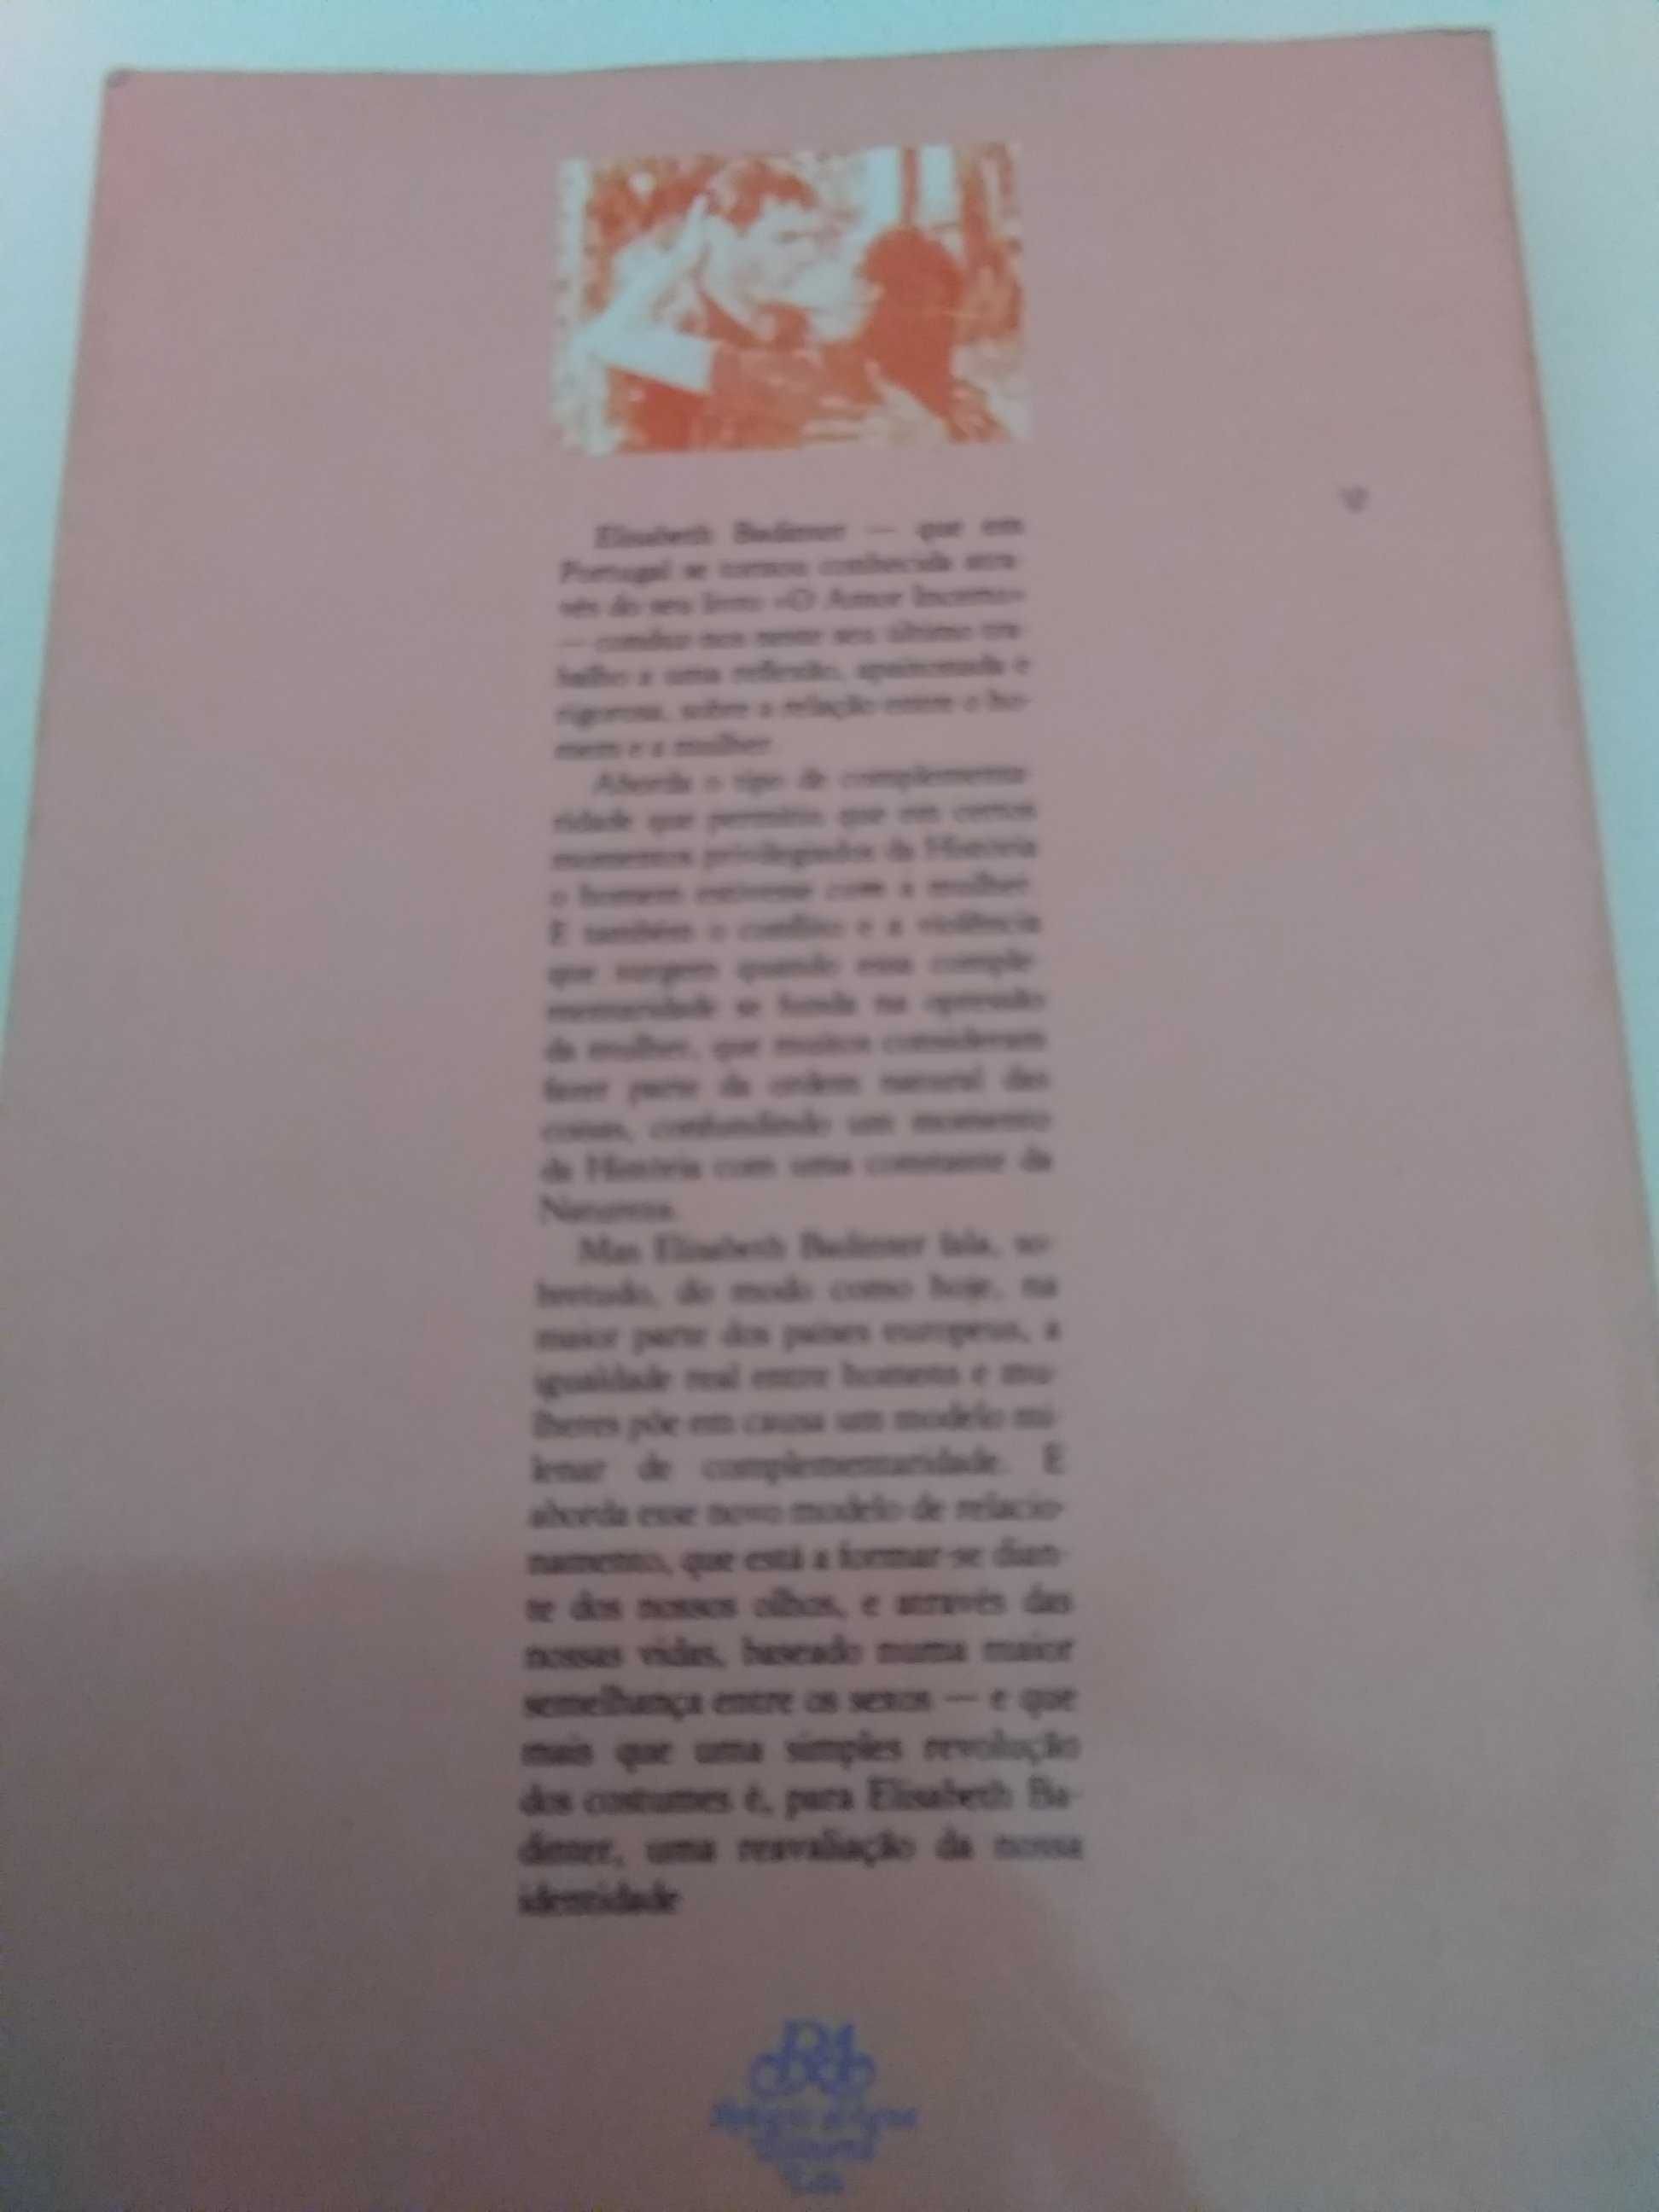 Elisabeth Badinter — que em
Portugal se tornou conhecida atra-
vés do seu livro «O Amor Incerto»
— conduz-nos neste seu último tra-
balho a uma reflexão, apaixonada e
rigorosa, sobre a relação entre o ho-
mem e a mulher.
Aborda o tipo de complementa-
ridade que permitiu que em certos
momentos privilegiados da História
o homem estivesse com a mulher.
E também o conflito e a violência
que surgem quando essa comple-
mentaridade se funda na opressão
da mulher, que muitos consideram
fazer parte da ordem natural das
coisas, confundindo um momento
da História com uma constante da
Natureza.
Mas Elisabeth Badinter fala, so-
bretudo, do modo como hoje, na
maior parte dos países europeus, a
igualdade real entre homens e mu-
lheres põe em causa um modelo mi-
lenar de complementaridade. E
aborda esse novo modelo de relacio-
namento, que está a formar-se dian-
te dos nossos olhos, e através das
nossas vidas, baseado numa maior
semelhança entre os sexos — e que
mais que uma simples revolução
dos costumes é, para Elisabeth Ba-
dinter, uma reavaliação da nossa
identidade